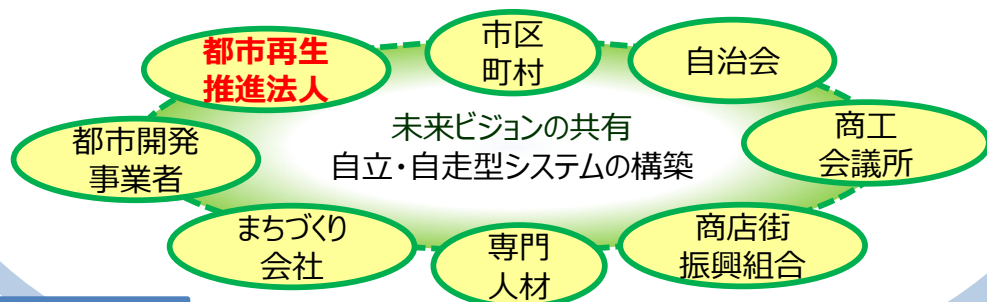 都市再生
推進法人
市区
町村
自治会
都市開発
事業者
未来ビジョンの共有
自立・自走型システムの構築
商工
会議所
まちづくり
会社
専門
人材
商店街
振興組合